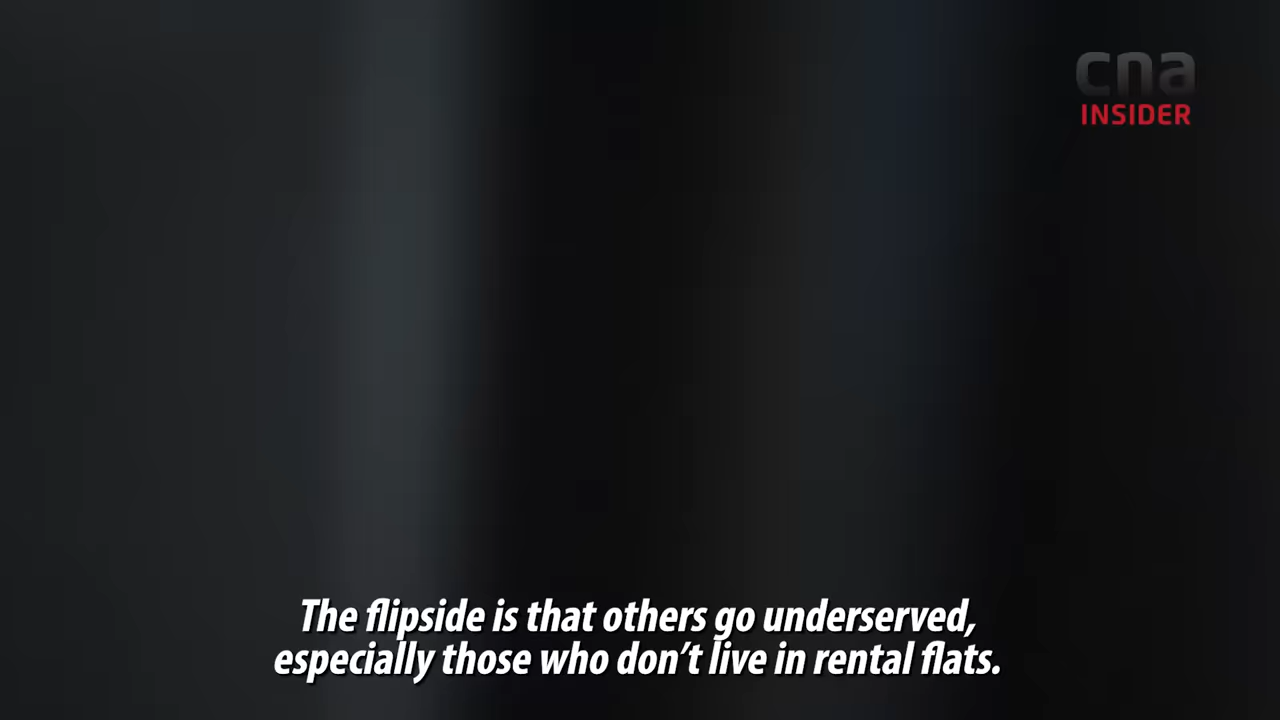 cna
INSIDER
The flipside is that others go underserved,
especially those who don't live in rental flats.